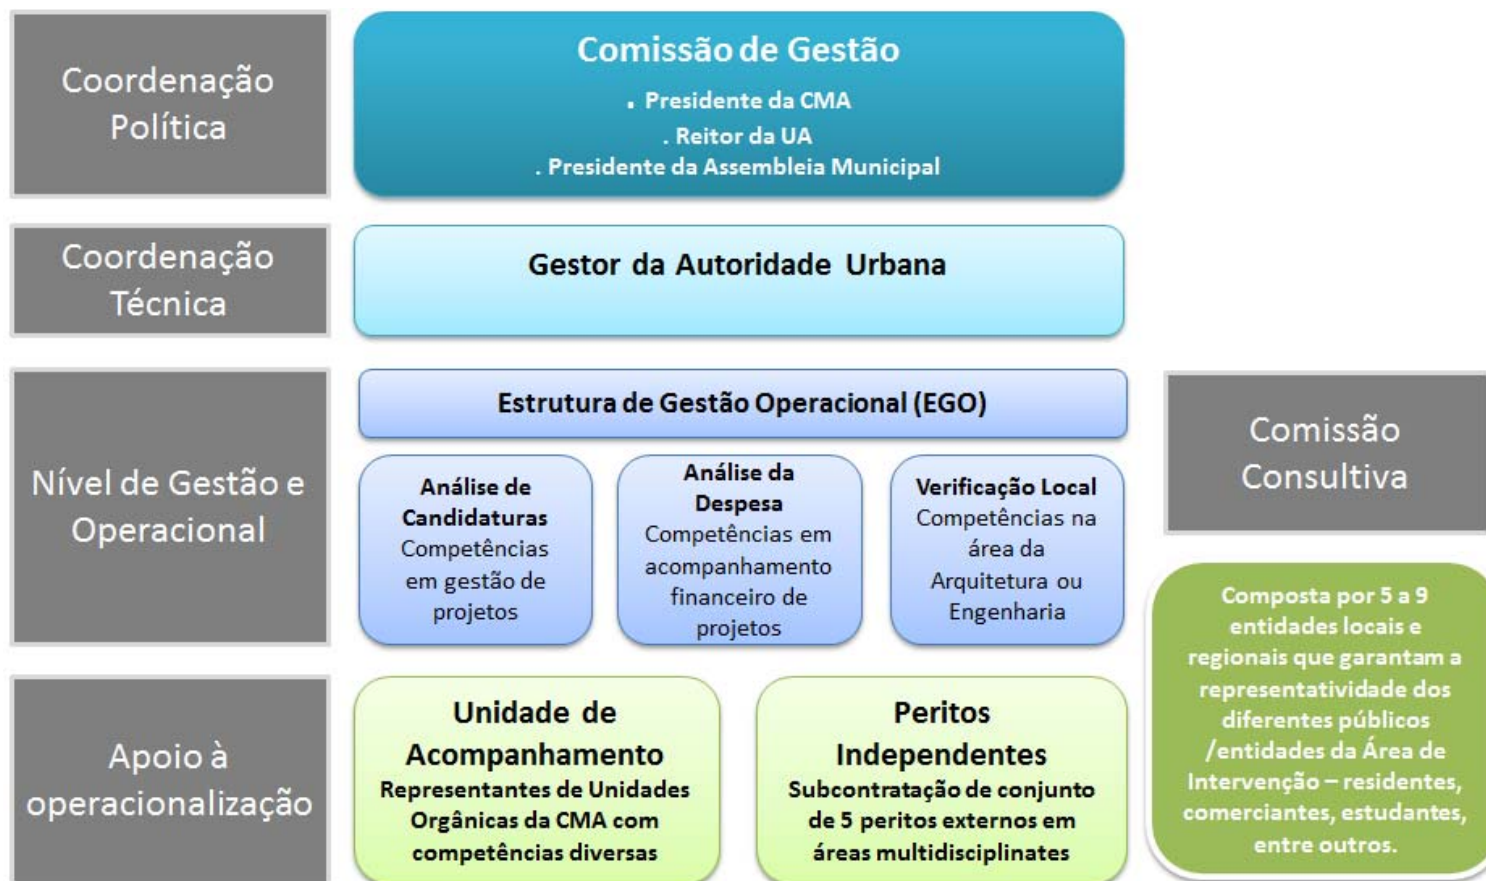 Coordenação
Política
Comissão de Gestão
. Presidente da CMA
. Reitor da UA
. Presidente da Assembleia Municipal
Coordenação
Técnica
Gestor da Autoridade Urbana
Nível de Gestão e
Operacional
Estrutura de Gestão Operacional (EGO)
Análise de
Candidaturas
Competências
em gestão de
projetos
Análise da
Despesa
Competências em
acompanhamento
financeiro de
projetos
Verificação Local
Competências na
área da
Arquitetura ou
Engenharia
Comissão
Consultiva
Composta por 5 a 9
entidades locais e
regionais que garantam a
representatividade dos
diferentes públicos
/entidades da Área de
Intervenção – residentes,
comerciantes, estudantes,
entre outros.
Apoio à
operacionalização
Unidade de
Acompanhamento
Representantes de Unidades
Orgânicas da CMA com
competências diversas
Peritos
Independentes
Subcontratação de conjunto
de 5 peritos externos em
áreas multidisciplinates